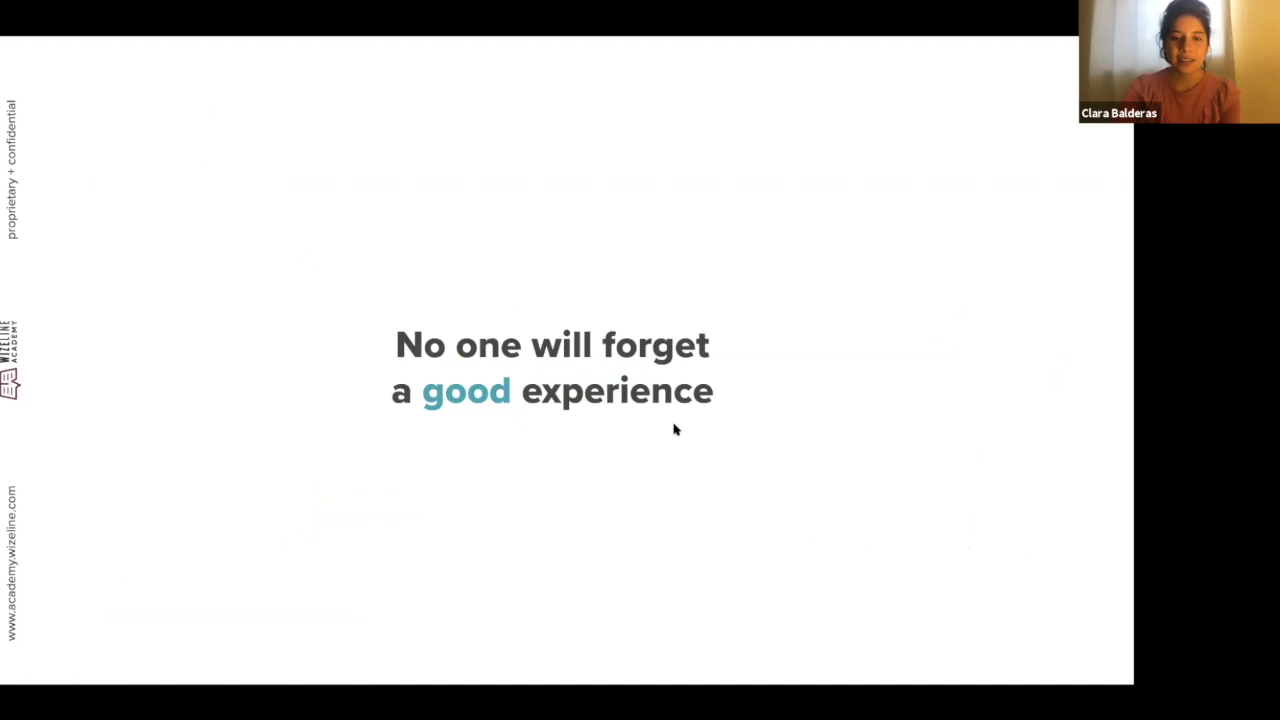 Clara Balderas
proprietary + confidential
WIZELINE
ACADEMY
www.academy.wizeline.com
No one will forget
a good experience